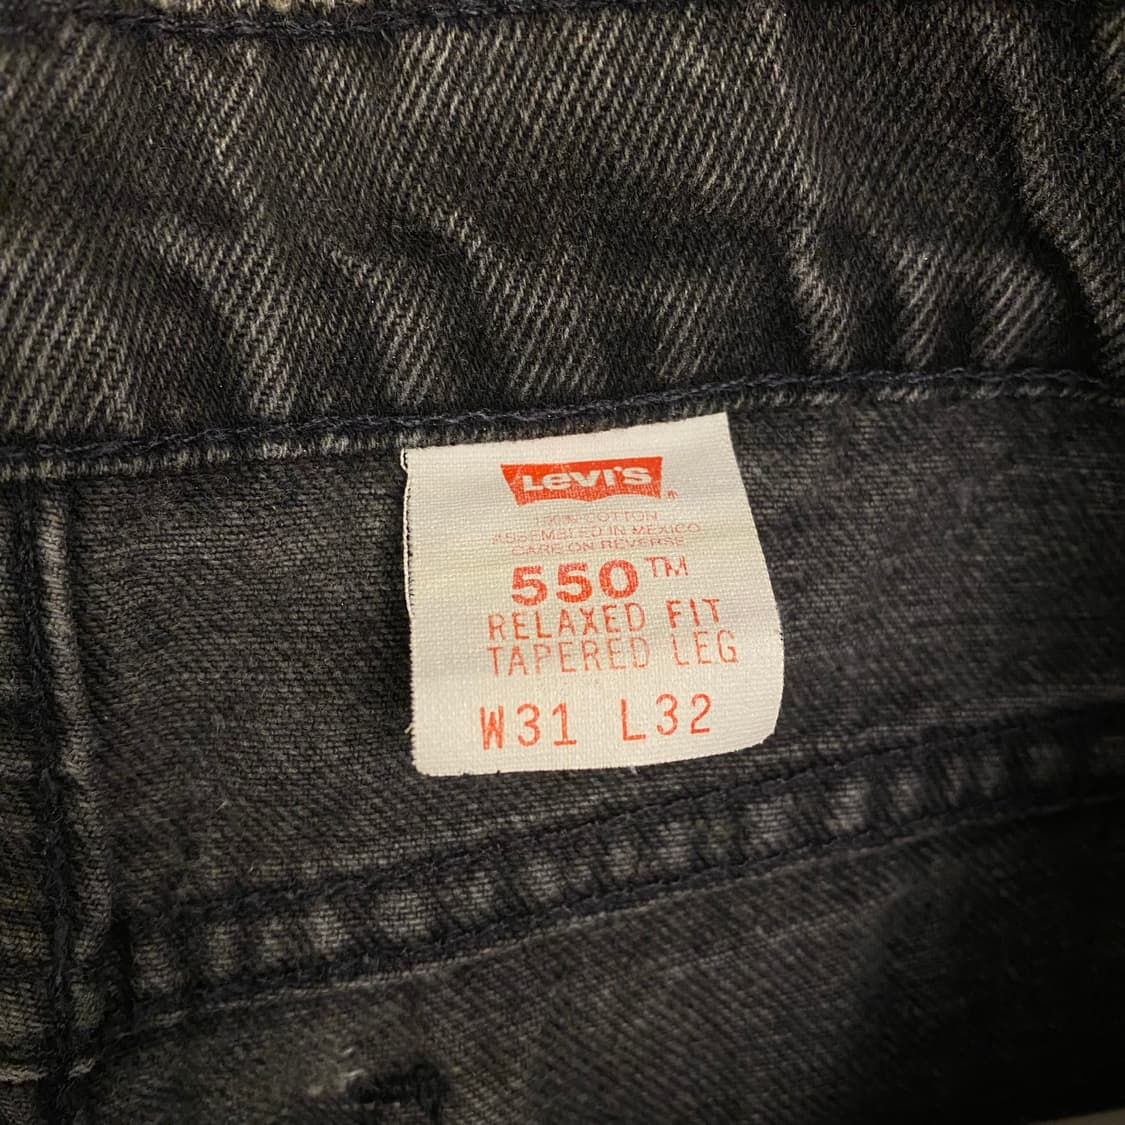 Levi's ®
100% COTTON
ASSEMBLED IN MEXICO
CARE ON REVERSE
550™
RELAXED FIT
TAPERED LEG
W31 L32